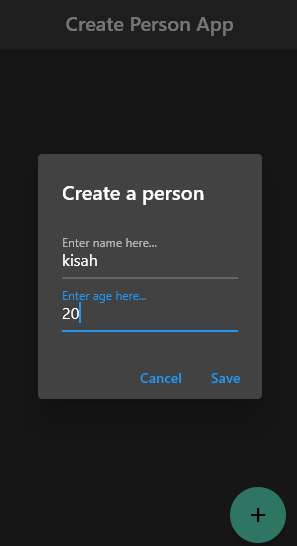 Create Person App
Create a person
Enter name here...
kisah
Enter age here...
20
Cancel Save
+